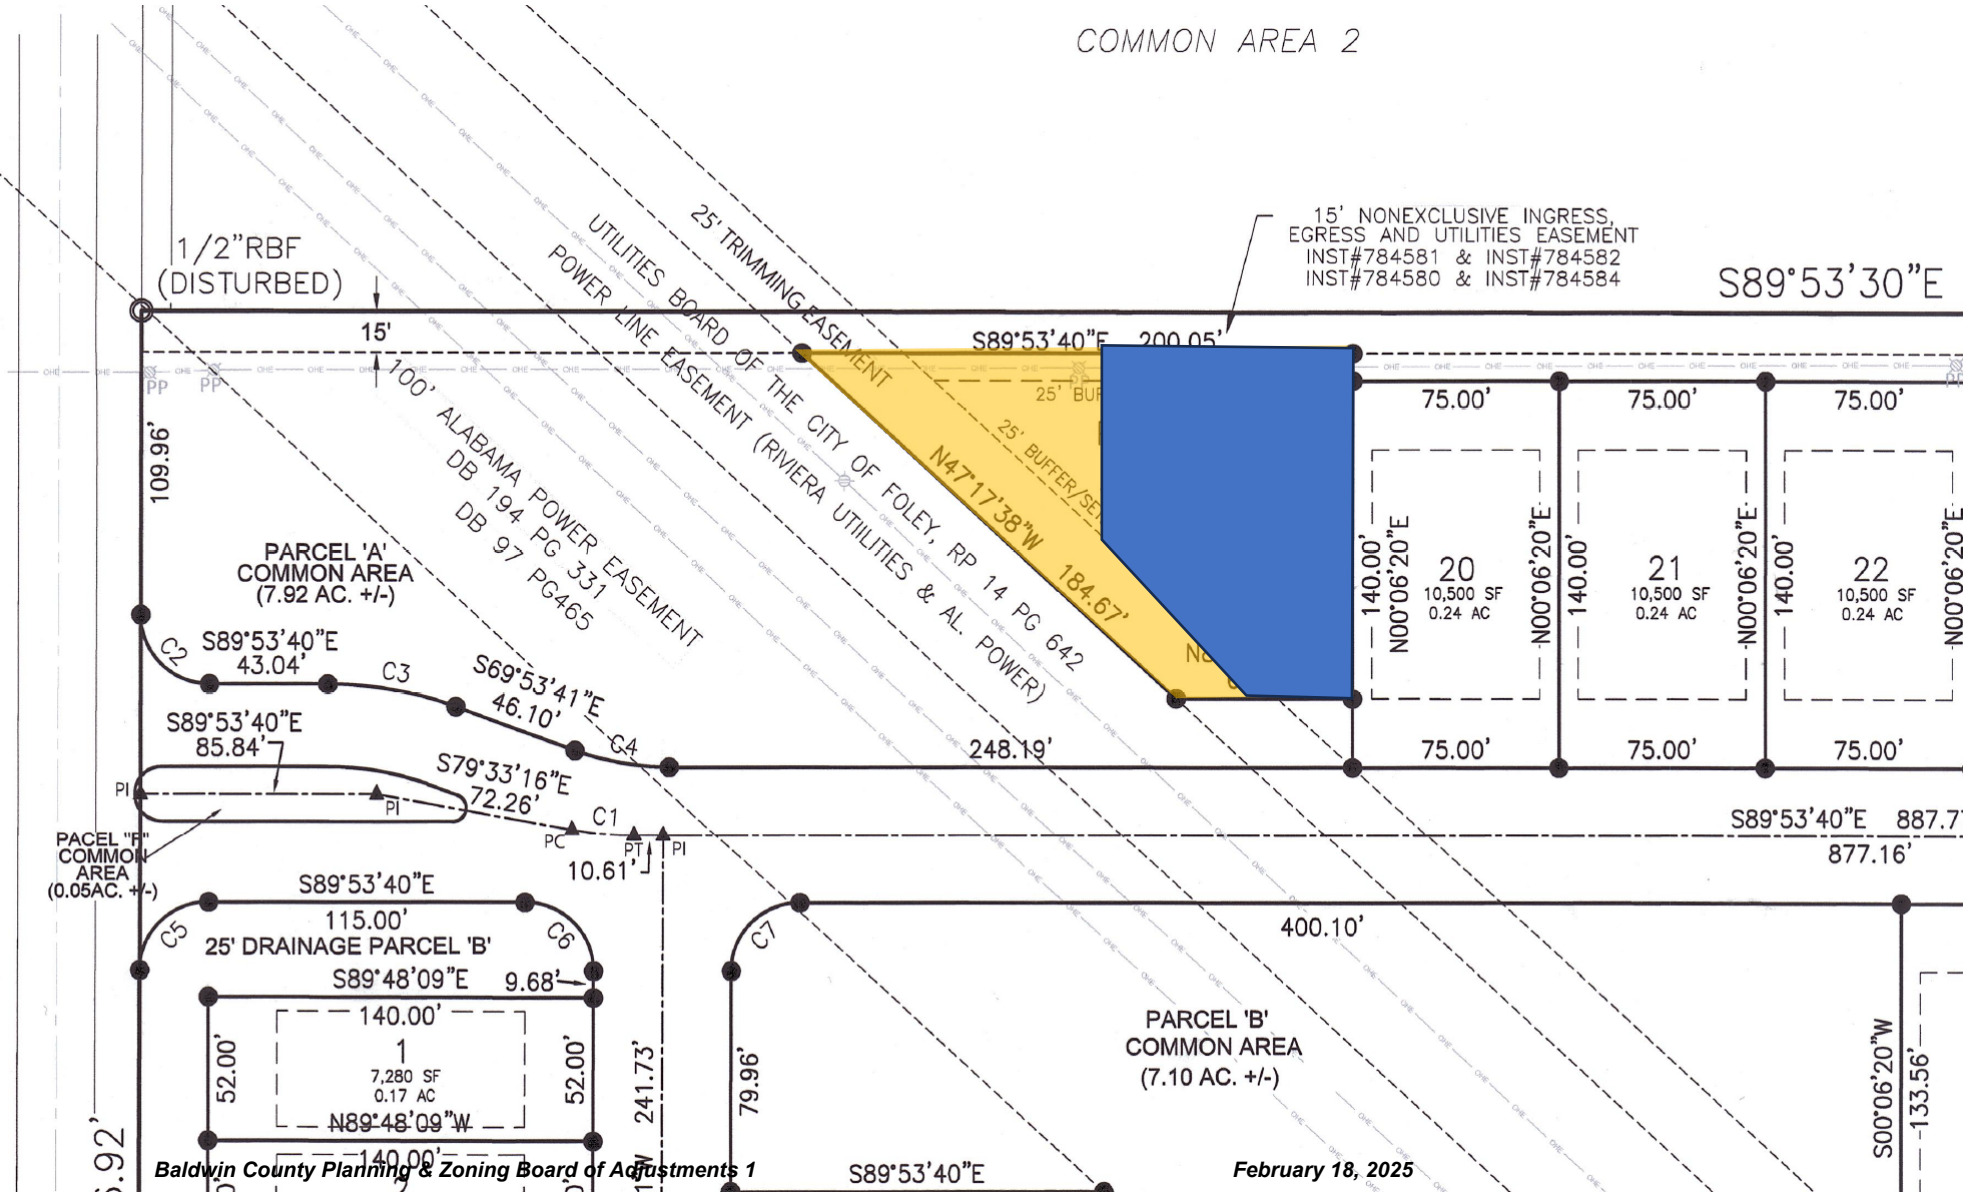 COMMON AREA 2
15' NONEXCLUSIVE INGRESS,
EGRESS AND UTILITIES EASEMENT
INST#784581 & INST#784582
INST#784580 & INST#784584
S89°53'30"E
1/2"RBF
(DISTURBED)
15'
25' TRIMMING EASEMENT
UTILITIES BOARD OF THE CITY OF FOLEY, RP 14 PG 642
POWER LINE EASEMENT (RIVIERA UTIILITIES & AL. POWER)
100' ALABAMA POWER EASEMENT
DB 194 PG 331
DB 97 PG465
S89°53'40"E 200.05'
PP
PP
PP
25' BUF
25' BUFFER/SE
N47°17'38"W
184.67'
N8
109.96'
75.00'
75.00'
75.00'
140.00'
N00°06'20"E
20
10,500 SF
0.24 AC
N00°06'20"E
140.00'
21
10,500 SF
0.24 AC
N00°06'20"E
140.00'
22
10,500 SF
0.24 AC
N00°06'20"E
PARCEL 'A'
COMMON AREA
(7.92 AC. +/-)
C2
S89°53'40"E
43.04'
C3
S69°53'41"E
46.10'
C4
248.19'
75.00'
75.00'
75.00'
S89°53'40"E
85.84'
S79°33'16"E
72.26'
PI
PI
C1
PC
PT
PI
10.61'
S89°53'40"E 887.7
877.16'
PACEL "F"
COMMON
AREA
(0.05AC. +/-)
S89°53'40"E
115.00'
C5
C6
C7
400.10'
25' DRAINAGE PARCEL 'B'
S89°48'09"E
9.68'
140.00'
1
7,280 SF
0.17 AC
52.00'
52.00'
N89°48'09"W
140.00'
241.73'
79.96'
PARCEL 'B'
COMMON AREA
(7.10 AC. +/-)
S00°06'20"W
133.56'
6.92'
S89°53'40"E
Baldwin County Planning & Zoning Board of Adjustments 1
February 18, 2025